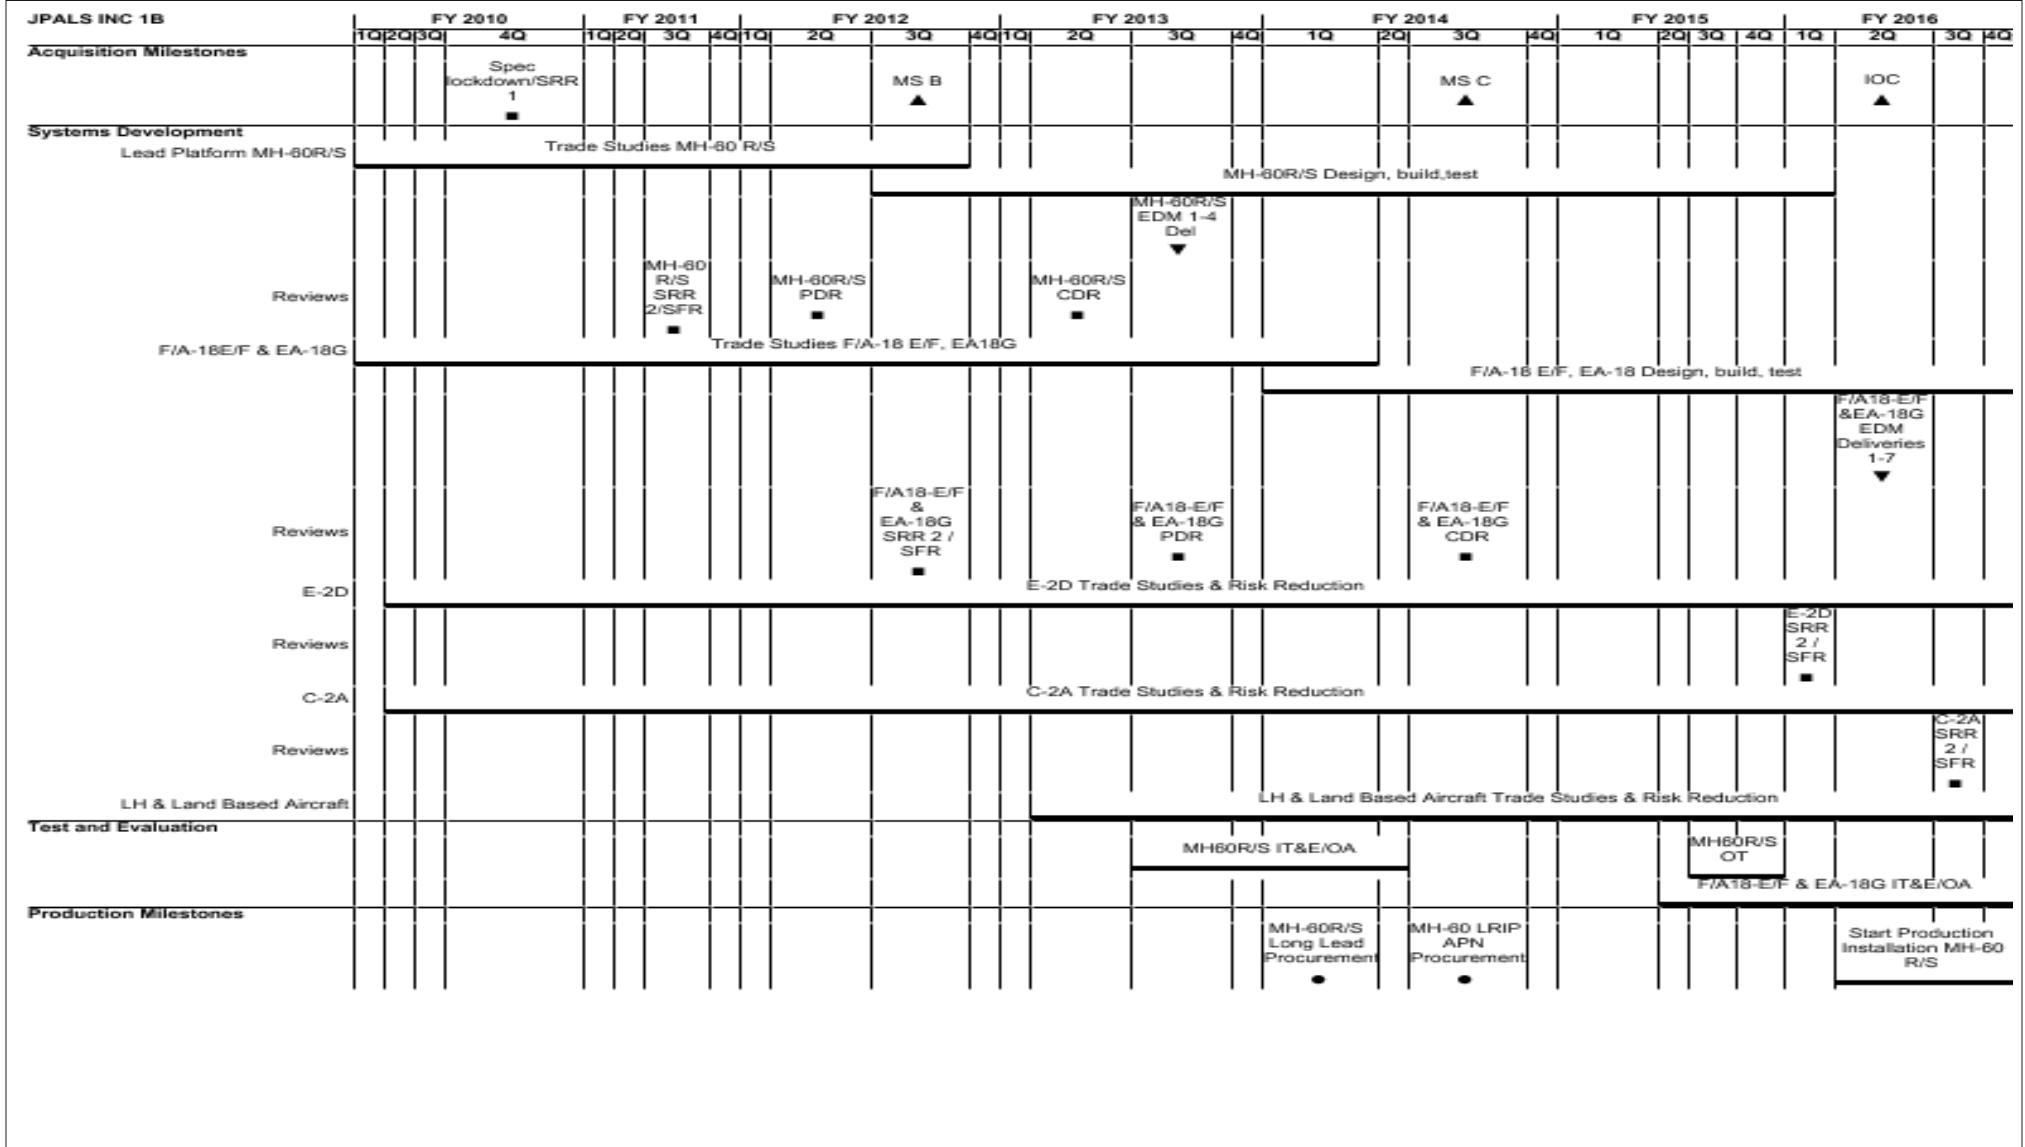 JPALS INC 1B FY 2010 FY 2011 FY 2012 FY 2013 FY 2014 FY 2015 FY 2016
1Q 2Q 3Q 4Q 1Q 2Q 3Q 4Q 1Q 2Q 3Q 4Q 1Q 2Q 3Q 4Q 1Q 2Q 3Q 4Q 1Q 2Q 3Q 4Q 1Q 2Q 3Q 4Q
Acquisition Milestones
Spec
lockdown/SRR
1
MS B
MS C
IOC
Systems Development
Lead Platform MH-60R/S
Trade Studies MH-60 R/S
MH-60R/S Design, build,test
MH-60R/S
EDM 1-4
Del
Reviews
MH-60
R/S
SRR
2/SFR
MH-60R/S
PDR
MH-60R/S
CDR
F/A-18E/F & EA-18G
Trade Studies F/A-18 E/F, EA18G
F/A-18 E/F, EA-18 Design, build, test
F/A18-E/F
&EA-18G
EDM
Deliveries
1-7
Reviews
F/A18-E/F
&
EA-18G
SRR 2 /
SFR
F/A18-E/F
& EA-18G
PDR
F/A18-E/F
& EA-18G
CDR
E-2D
E-2D Trade Studies & Risk Reduction
Reviews
E-2D
SRR
2 /
SFR
C-2A
C-2A Trade Studies & Risk Reduction
Reviews
C-2A
SRR
2 /
SFR
LH & Land Based Aircraft
LH & Land Based Aircraft Trade Studies & Risk Reduction
Test and Evaluation
MH60R/S IT&E/OA
MH60R/S
OT
F/A18-E/F & EA-18G IT&E/OA
Production Milestones
MH-60R/S
Long Lead
Procurement
MH-60 LRIP
APN
Procurement
Start Production
Installation MH-60
R/S